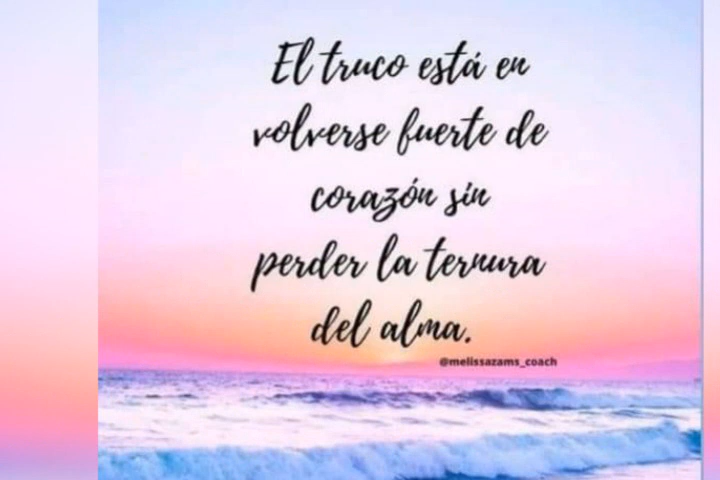 El truco está en
volverse fuerte de
corazón sin
perder la ternura
del alma.
@melissazams_coach